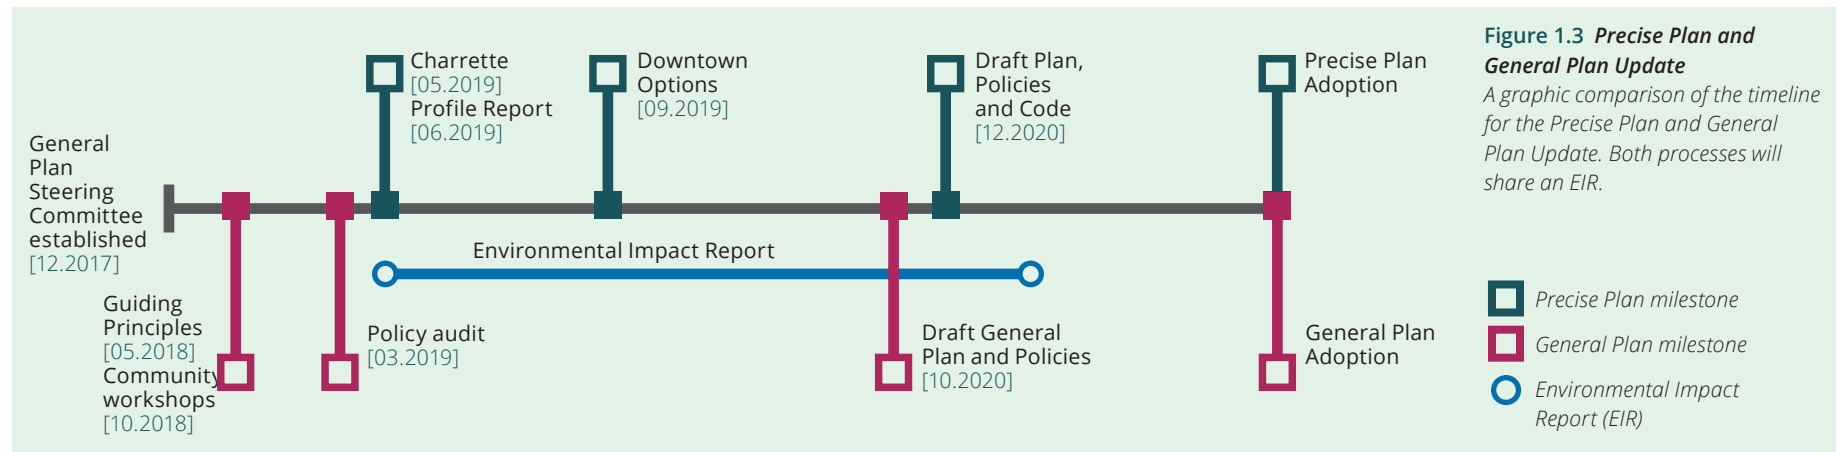 General
Plan
Steering
Committee
established
[12.2017]
Guiding
Principles
[05.2018]
Community
workshops
[10.2018]
Charrette
[05.2019]
Profile Report
[06.2019]
Policy audit
[03.2019]
Downtown
Options
[09.2019]
Environmental Impact Report
Draft Plan,
Policies
and Code
[12.2020]
Draft General
Plan and Policies
[10.2020]
Precise Plan
Adoption
General Plan
Adoption
Figure 1.3 Precise Plan and
General Plan Update
A graphic comparison of the timeline
for the Precise Plan and General
Plan Update. Both processes will
share an EIR.
Precise Plan milestone
General Plan milestone
Environmental Impact
Report (EIR)